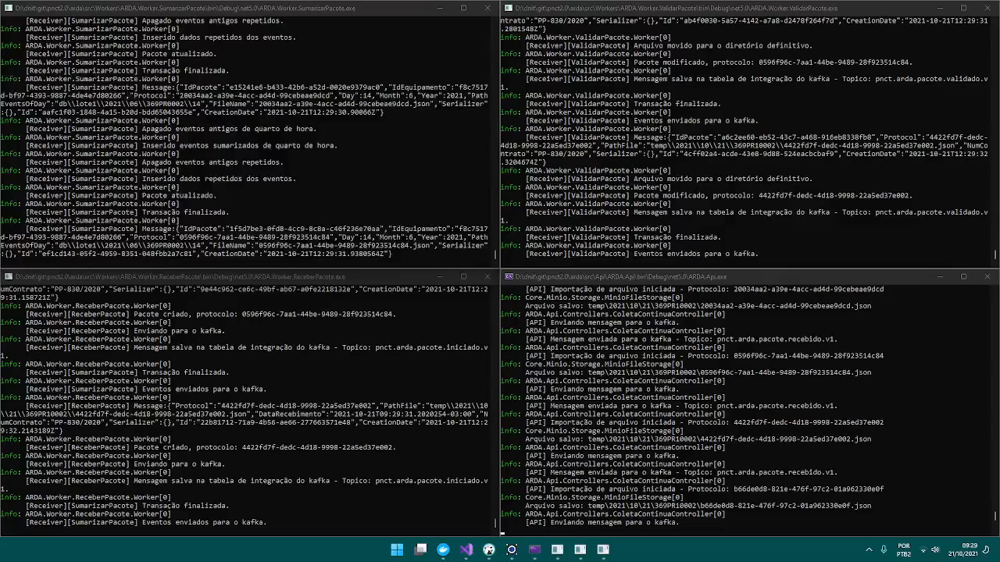 D:\dnit\git\pnct2.0\arda\src\Workers\ARDA.Worker.SumarizarPacote\bin\Debug\net5.0\ARDA.Worker.SumarizarPacote.exe
[Receiver][SumarizarPacote] Apagado eventos antigos repetidos.
info: ARDA.Worker.SumarizarPacote.Worker[0]
[Receiver][SumarizarPacote] Inserido dados repetidos dos eventos.
info: ARDA.Worker.SumarizarPacote.Worker[0]
[Receiver][SumarizarPacote] Pacote atualizado.
info: ARDA.Worker.SumarizarPacote.Worker[0]
[Receiver][SumarizarPacote] Transação finalizada.
info: ARDA.Worker.SumarizarPacote.Worker[0]
[Receiver][SumarizarPacote] Message:{"IdPacote":"e15241e6-b433-42b6-a52d-0020e9379ac0","IdEquipamento":"f8c7517
d-bf97-4393-9887-4de4e7d80266","Protocolo":"20034aa2-a39e-4acc-ad4d-99cebeae9dcd","Day":14,"Month":6,"Year":2021,"Path
EventsOfDay":"db\\lote1\\2021\\06\\369PR0002\\14","FileName":"20034aa2-a39e-4acc-ad4d-99cebeae9dcd.json","Serializer"
:{},"Id":"aafc1f03-1848-4a15-b20d-bdd65043655e","CreationDate":"2021-10-21T12:29:30.90066Z"}
info: ARDA.Worker.SumarizarPacote.Worker[0]
[Receiver][SumarizarPacote] Apagado eventos antigos de quarto de hora.
info: ARDA.Worker.SumarizarPacote.Worker[0]
[Receiver][SumarizarPacote] Inserido eventos sumarizados de quarto de hora.
info: ARDA.Worker.SumarizarPacote.Worker[0]
[Receiver][SumarizarPacote] Apagado eventos antigos repetidos.
info: ARDA.Worker.SumarizarPacote.Worker[0]
[Receiver][SumarizarPacote] Inserido dados repetidos dos eventos.
info: ARDA.Worker.SumarizarPacote.Worker[0]
[Receiver][SumarizarPacote] Pacote atualizado.
info: ARDA.Worker.SumarizarPacote.Worker[0]
[Receiver][SumarizarPacote] Transação finalizada.
info: ARDA.Worker.SumarizarPacote.Worker[0]
[Receiver][SumarizarPacote] Message:{"IdPacote":"1f5d7be3-0fd8-4cc9-8c8a-c46f236e70aa","IdEquipamento":"f8c7517
d-bf97-4393-9887-4de4e7d80266","Protocolo":"0596f96c-7aa1-44be-9489-28f923514c84","Day":14,"Month":6,"Year":2021,"Path
EventsOfDay":"db\\lote1\\2021\\06\\369PR0002\\14","FileName":"0596f96c-7aa1-44be-9489-28f923514c84.json","Serializer"
:{},"Id":"ef1cd143-05f2-4959-8351-048fbb2a7c81","CreationDate":"2021-10-21T12:29:31.9380564Z"}
D:\dnit\git\pnct2.0\arda\src\Workers\ARDA.Worker.ValidarPacote\bin\Debug\net5.0\ARDA.Worker.ValidarPacote.exe
ontrato":"PP-830/2020","Serializer":{},"Id":"ab4f0030-5a57-4142-a7a8-d2478f264f7d","CreationDate":"2021-10-21T12:29:31
.2801548Z"}
info: ARDA.Worker.ValidarPacote.Worker[0]
[Receiver][ValidarPacote] Arquivo movido para o diretório definitivo.
info: ARDA.Worker.ValidarPacote.Worker[0]
[Receiver][ValidarPacote] Pacote modificado, protocolo: 0596f96c-7aa1-44be-9489-28f923514c84.
info: ARDA.Worker.ValidarPacote.Worker[0]
[Receiver][ValidarPacote] Mensagem salva na tabela de integração do kafka - Topico: pnct.arda.pacote.validado.v
1.
info: ARDA.Worker.ValidarPacote.Worker[0]
[Receiver][ValidarPacote] Transação finalizada.
info: ARDA.Worker.ValidarPacote.Worker[0]
[Receiver][ValidarPacote] Eventos enviados para o kafka.
info: ARDA.Worker.ValidarPacote.Worker[0]
[Receiver][ValidarPacote] Message:{"IdPacote":"a6c2ee60-eb52-43c7-a468-916eb8338fb8","Protocol":"4422fd7f-dedc-
4d18-9998-22a5ed37e002","PathFile":"temp\\2021\\10\\21\\369PR10002\\4422fd7f-dedc-4d18-9998-22a5ed37e002.json","NumCo
ntrato":"PP-830/2020","Serializer":{},"Id":"4cff02a4-acde-43e8-9d88-524eacbcbaf9","CreationDate":"2021-10-21T12:29:32
.3204674Z"}
info: ARDA.Worker.ValidarPacote.Worker[0]
[Receiver][ValidarPacote] Arquivo movido para o diretório definitivo.
info: ARDA.Worker.ValidarPacote.Worker[0]
[Receiver][ValidarPacote] Pacote modificado, protocolo: 4422fd7f-dedc-4d18-9998-22a5ed37e002.
info: ARDA.Worker.ValidarPacote.Worker[0]
[Receiver][ValidarPacote] Mensagem salva na tabela de integração do kafka - Topico: pnct.arda.pacote.validado.v
1.
info: ARDA.Worker.ValidarPacote.Worker[0]
[Receiver][ValidarPacote] Transação finalizada.
info: ARDA.Worker.ValidarPacote.Worker[0]
[Receiver][ValidarPacote] Eventos enviados para o kafka.
D:\dnit\git\pnct2.0\arda\src\Workers\ARDA.Worker.ReceberPacote\bin\Debug\net5.0\ARDA.Worker.ReceberPacote.exe
umContrato":"PP-830/2020","Serializer":{},"Id":"9e44c962-ce6c-49bf-ab67-a0fe2218132e","CreationDate":"2021-10-21T12:2
9:31.158721Z"}
info: ARDA.Worker.ReceberPacote.Worker[0]
[Receiver][ReceberPacote] Pacote criado, protocolo: 0596f96c-7aa1-44be-9489-28f923514c84.
info: ARDA.Worker.ReceberPacote.Worker[0]
[Receiver][ReceberPacote] Enviando para o kafka.
info: ARDA.Worker.ReceberPacote.Worker[0]
[Receiver][ReceberPacote] Mensagem salva na tabela de integração do kafka - Topico: pnct.arda.pacote.iniciado.v
1.
info: ARDA.Worker.ReceberPacote.Worker[0]
[Receiver][ReceberPacote] Transação finalizada.
info: ARDA.Worker.ReceberPacote.Worker[0]
[Receiver][ReceberPacote] Eventos enviados para o kafka.
info: ARDA.Worker.ReceberPacote.Worker[0]
[Receiver][ReceberPacote] Message:{"Protocol":"4422fd7f-dedc-4d18-9998-22a5ed37e002","PathFile":"temp\\2021\\10
\\21\\369PR10002\\4422fd7f-dedc-4d18-9998-22a5ed37e002.json","DataRecebimento":"2021-10-21T09:29:31.2020254-03:00","N
umContrato":"PP-830/2020","Serializer":{},"Id":"22b81712-71a9-4b56-ae66-277663571e48","CreationDate":"2021-10-21T12:2
9:32.2143189Z"}
info: ARDA.Worker.ReceberPacote.Worker[0]
[Receiver][ReceberPacote] Pacote criado, protocolo: 4422fd7f-dedc-4d18-9998-22a5ed37e002.
info: ARDA.Worker.ReceberPacote.Worker[0]
[Receiver][ReceberPacote] Enviando para o kafka.
info: ARDA.Worker.ReceberPacote.Worker[0]
[Receiver][ReceberPacote] Mensagem salva na tabela de integração do kafka - Topico: pnct.arda.pacote.iniciado.v
1.
info: ARDA.Worker.ReceberPacote.Worker[0]
[Receiver][ReceberPacote] Transação finalizada.
info: ARDA.Worker.ReceberPacote.Worker[0]
[Receiver][ReceberPacote] Eventos enviados para o kafka.
D:\dnit\git\pnct2.0\arda\src\Api\ARDA.Api\bin\Debug\net5.0\ARDA.Api.exe
[API] Importação de arquivo iniciada - Protocolo: 20034aa2-a39e-4acc-ad4d-99cebeae9dcd
info: Core.Minio.Storage.MinioFileStorage[0]
Arquivo salvo: temp\2021\10\21\369PR10002\20034aa2-a39e-4acc-ad4d-99cebeae9dcd.json
info: ARDA.Api.Controllers.ColetaContinuaController[0]
[API] Enviando mensagem para o kafka.
info: ARDA.Api.Controllers.ColetaContinuaController[0]
[API] Mensagem enviada para o kafka - Topico: pnct.arda.pacote.recebido.v1.
info: ARDA.Api.Controllers.ColetaContinuaController[0]
[API] Importação de arquivo iniciada - Protocolo: 0596f96c-7aa1-44be-9489-28f923514c84
info: Core.Minio.Storage.MinioFileStorage[0]
Arquivo salvo: temp\2021\10\21\369PR10002\0596f96c-7aa1-44be-9489-28f923514c84.json
info: ARDA.Api.Controllers.ColetaContinuaController[0]
[API] Enviando mensagem para o kafka.
info: ARDA.Api.Controllers.ColetaContinuaController[0]
[API] Mensagem enviada para o kafka - Topico: pnct.arda.pacote.recebido.v1.
info: ARDA.Api.Controllers.ColetaContinuaController[0]
[API] Importação de arquivo iniciada - Protocolo: 4422fd7f-dedc-4d18-9998-22a5ed37e002
info: Core.Minio.Storage.MinioFileStorage[0]
Arquivo salvo: temp\2021\10\21\369PR10002\4422fd7f-dedc-4d18-9998-22a5ed37e002.json
info: ARDA.Api.Controllers.ColetaContinuaController[0]
[API] Enviando mensagem para o kafka.
info: ARDA.Api.Controllers.ColetaContinuaController[0]
[API] Mensagem enviada para o kafka - Topico: pnct.arda.pacote.recebido.v1.
info: ARDA.Api.Controllers.ColetaContinuaController[0]
[API] Importação de arquivo iniciada - Protocolo: b66de0d8-821e-476f-97c2-01a962330e0f
info: Core.Minio.Storage.MinioFileStorage[0]
Arquivo salvo: temp\2021\10\21\369PR10002\b66de0d8-821e-476f-97c2-01a962330e0f.json
info: ARDA.Api.Controllers.ColetaContinuaController[0]
[API] Enviando mensagem para o kafka.
POR
PTB2
09:29
21/10/2021